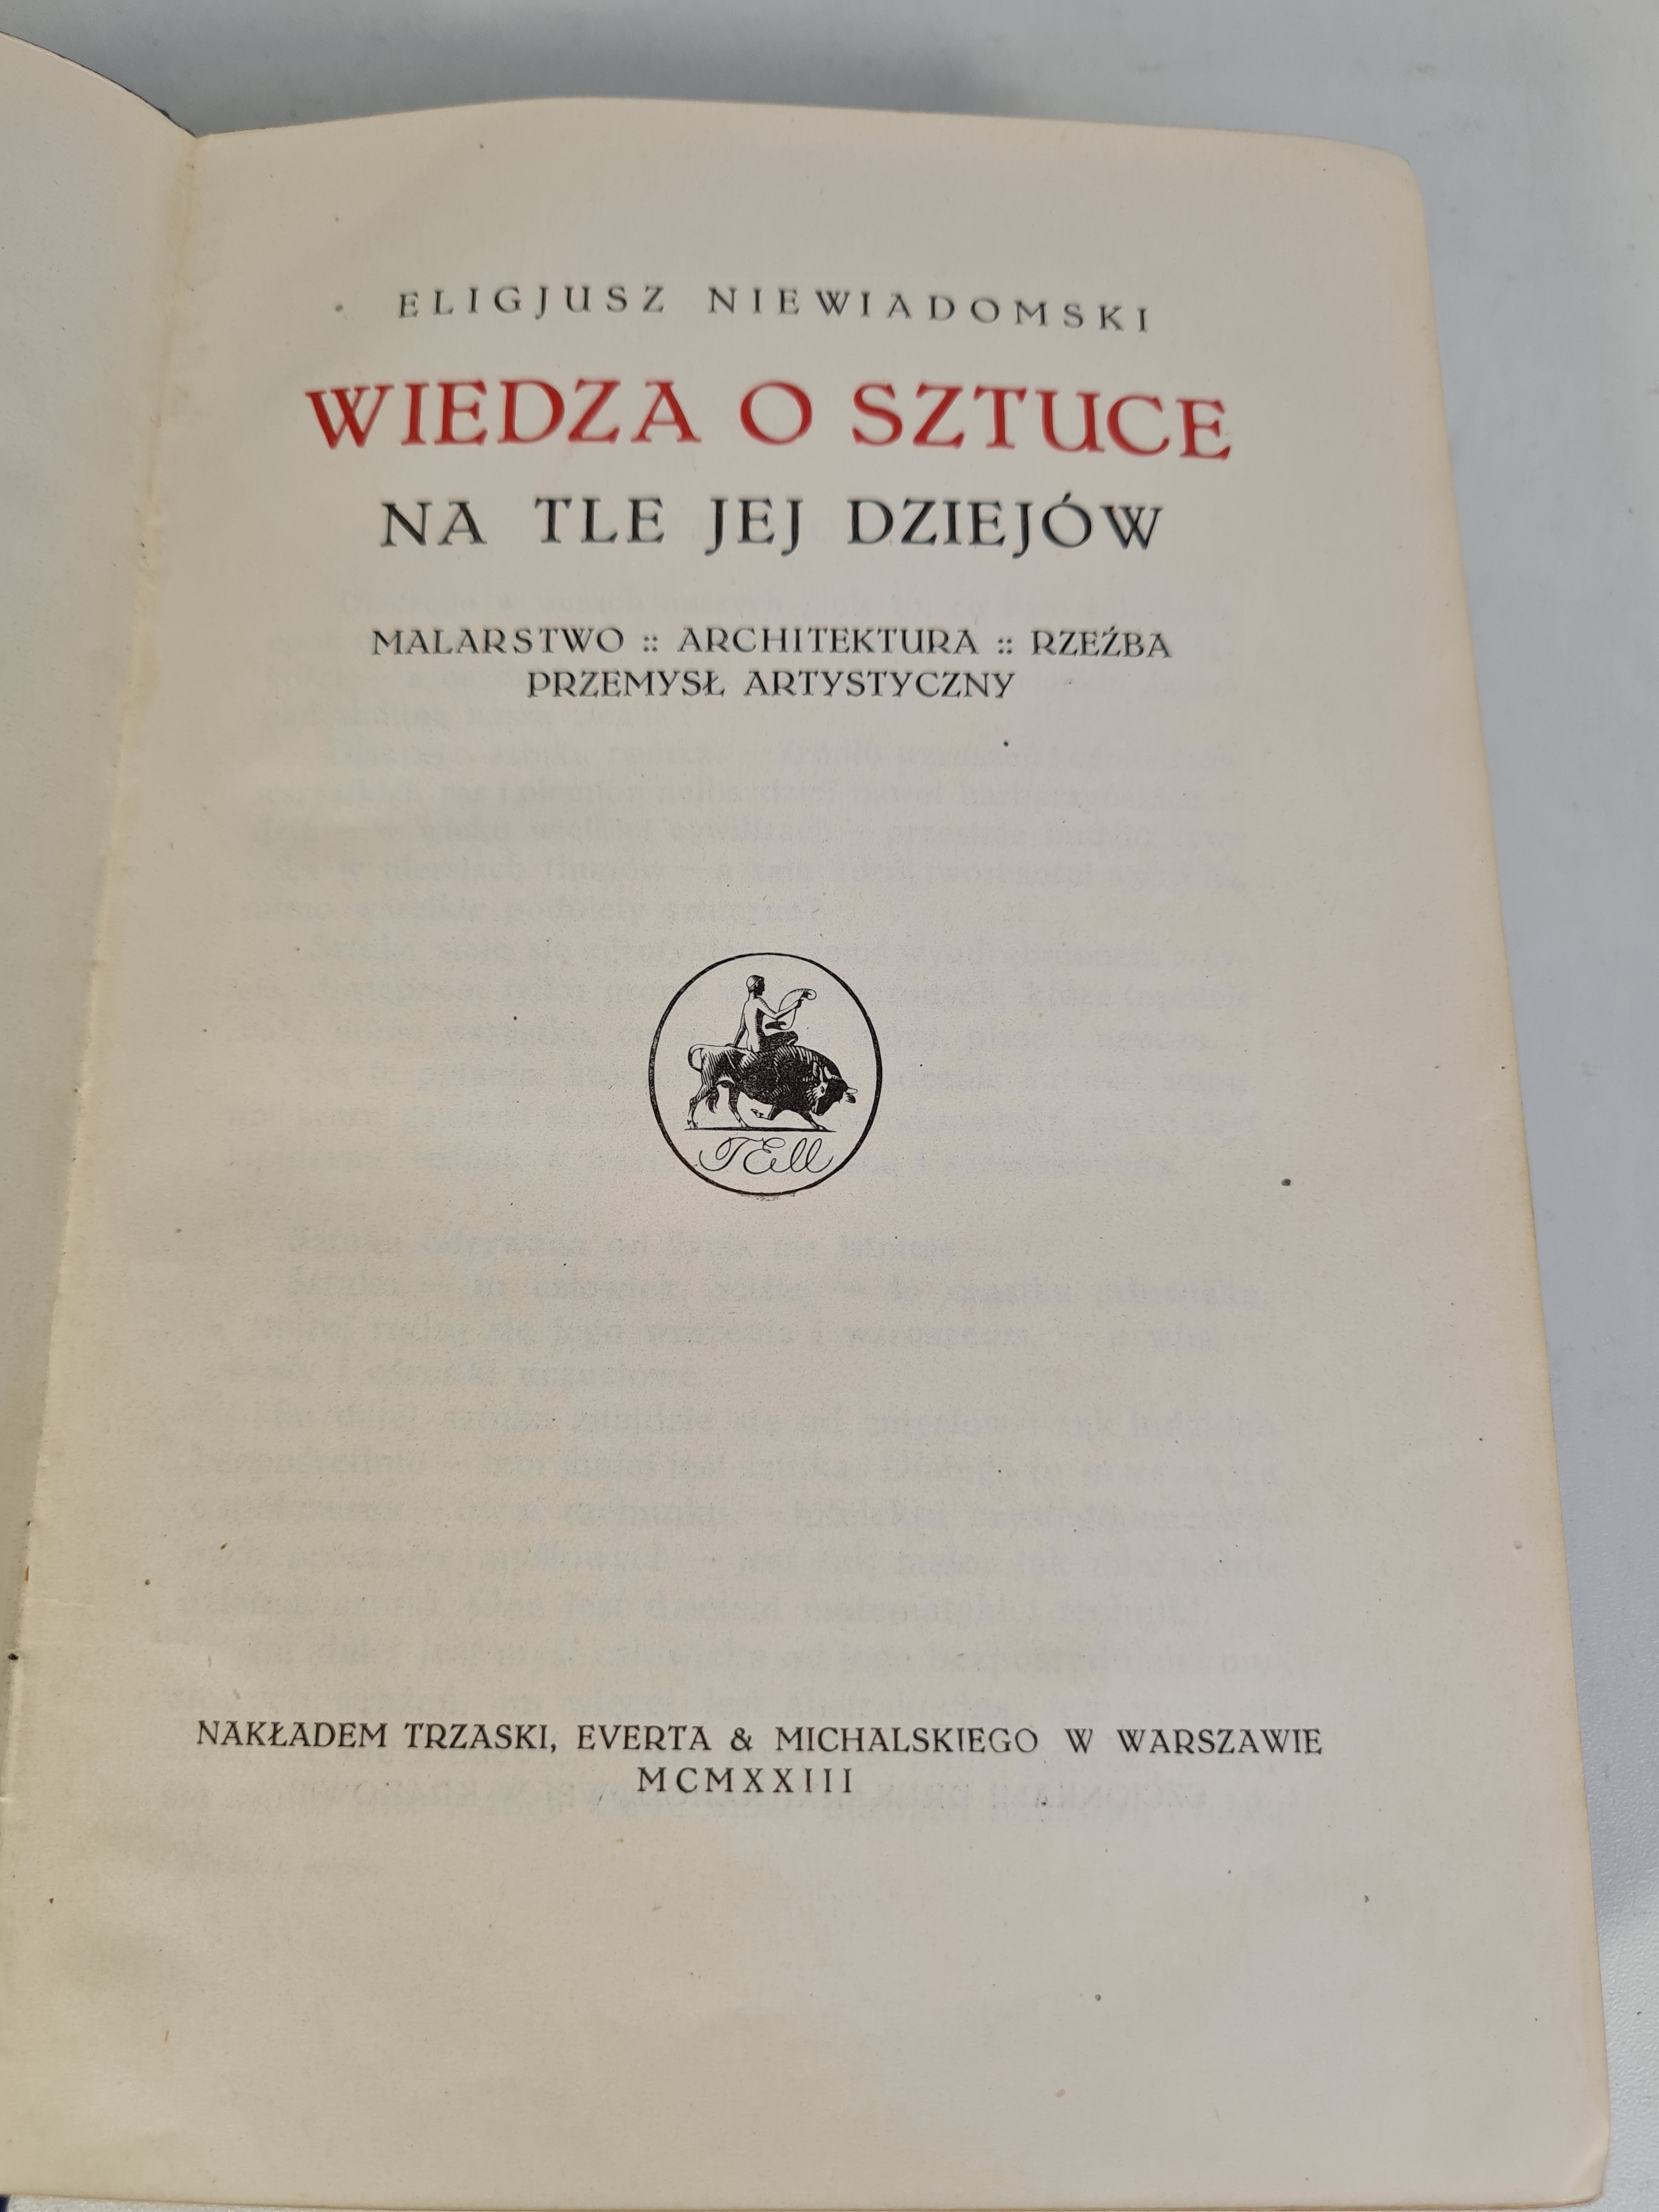 ELIGJUSZ NIEWIADOMSKI
WIEDZA O SZTUCE
NA TLE JEJ DZIEJÓW
MALARSTWO :: ARCHITEKTURA :: RZEŹBA
PRZEMYSŁ ARTYSTYCZNY
TEM
NAKŁADEM TRZASKI, EVERTA & MICHALSKIEGO W WARSZAWIE
MCMXXIII